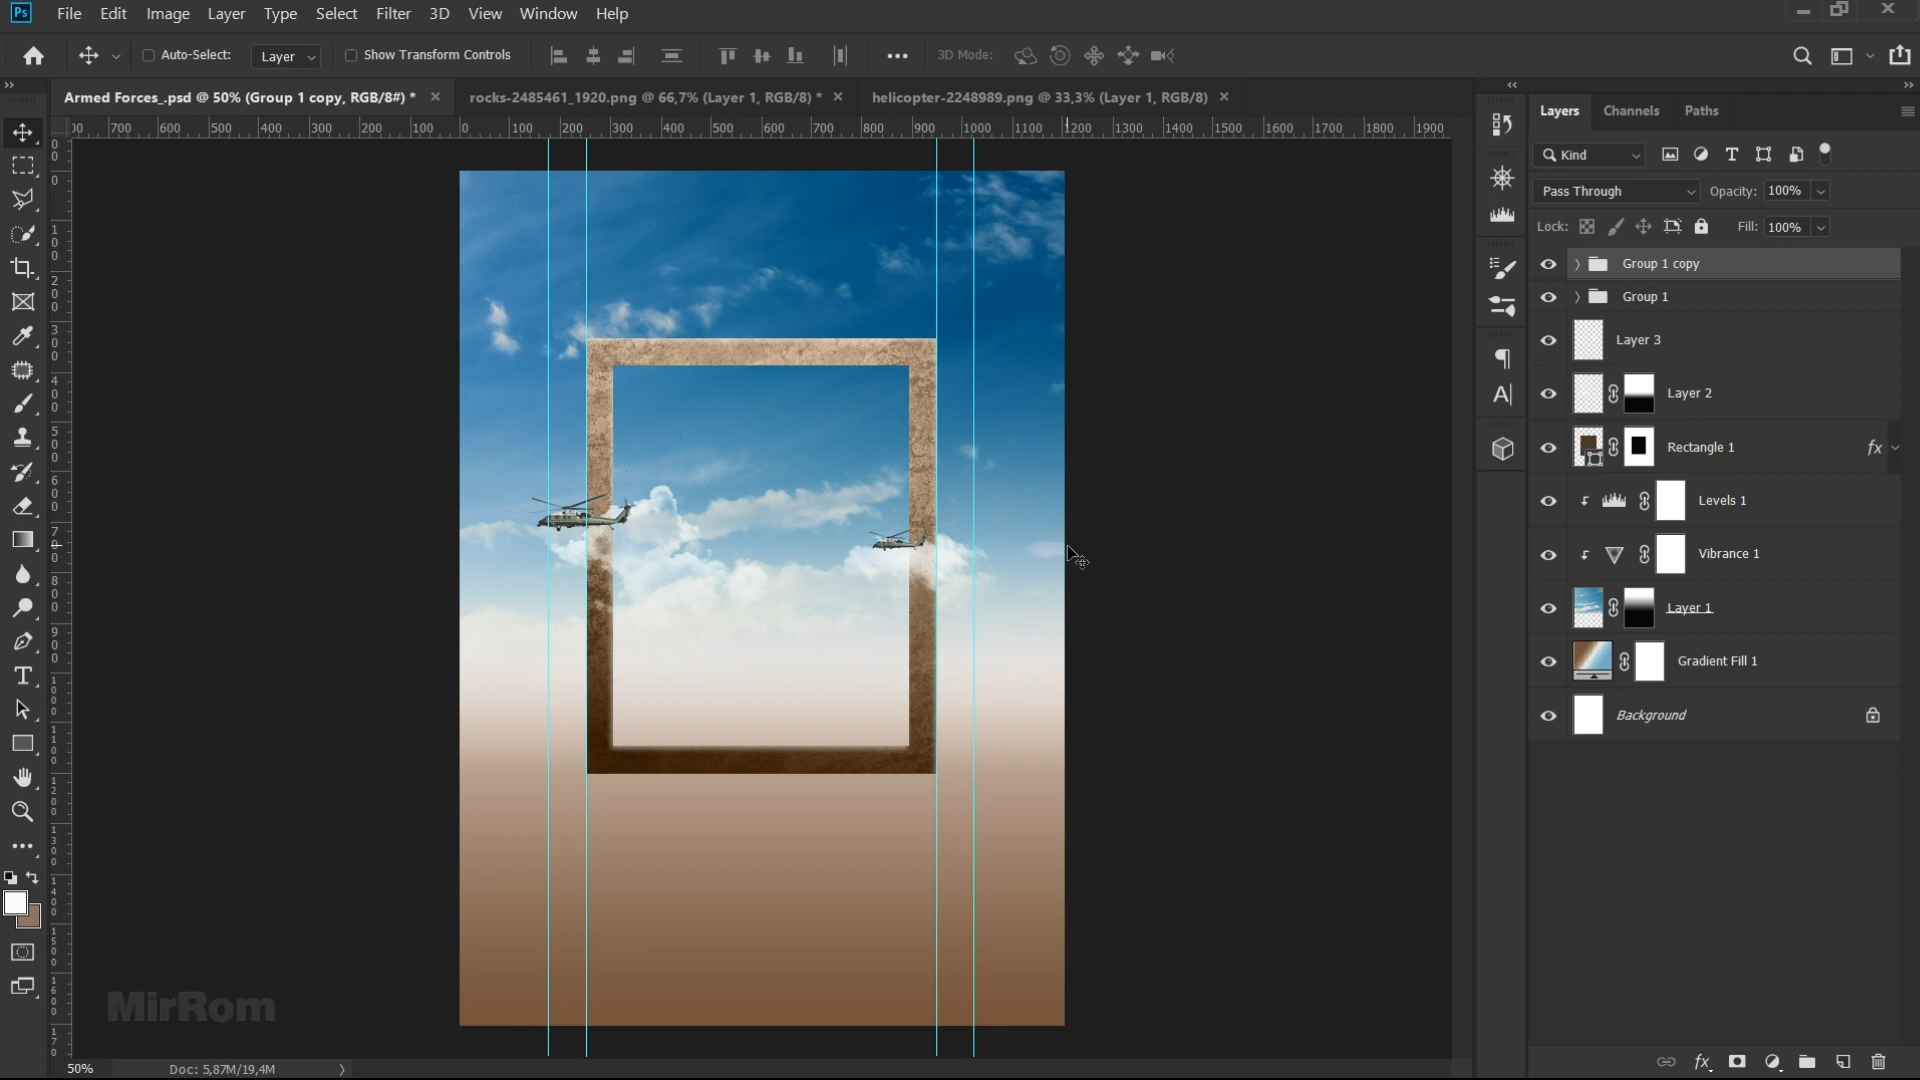 Ps File Edit Image Layer Type Select Filter 3D View Window Help
Auto-Select: Layer Show Transform Controls 3D Mode:
Armed Forces_.psd @ 50% (Group 1 copy, RGB/8#) * × rocks-2485461_1920.png @ 66,7% (Layer 1, RGB/8) * × helicopter-2248989.png @ 33,3% (Layer 1, RGB/8) ×
00 700 600 500 400 300 200 100 0 100 200 300 400 500 600 700 800 900 1000 1100 1200 1300 1400 1500 1600 1700 1800 1900
Layers Channels Paths
Kind
Pass Through Opacity: 100%
Lock: Fill: 100%
Group 1 copy
Group 1
Layer 3
Layer 2
Rectangle 1 fx
Levels 1
Vibrance 1
Layer 1
Gradient Fill 1
Background
MirRom
50% Doc: 5,87M/19,4M
fx